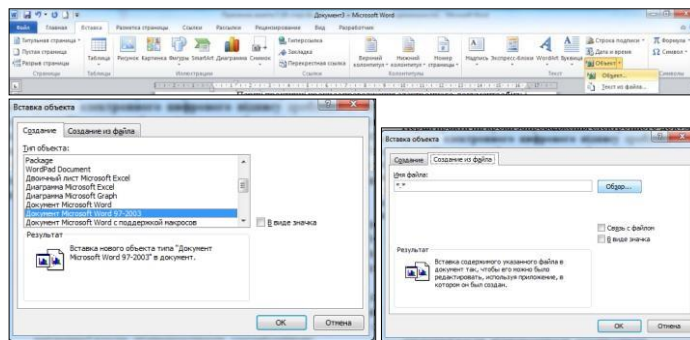 Документ3 - Microsoft Word
Файл Главная Вставка Разметка страницы Ссылки Рассылки Рецензирование Вид Разработчик
Титульная страница
Пустая страница
Разрыв страницы
Страницы
Таблица
Таблицы
Рисунок Картинка Фигуры SmartArt Диаграмма Снимок
Иллюстрации
Гиперссылка
Закладка
Перекрестная ссылка
Ссылки
Верхний колонтитул Нижний колонтитул Номер страницы
Колонтитулы
Надпись Экспресс-блоки WordArt Буквица
Текст
Строка подписи
Дата и время
Объект
Объект...
Текст из файла...
Формула
Символ
Символы
Вставка объекта
Создание Создание из файла
Тип объекта:
Package
WordPad Document
Двоичный лист Microsoft Excel
Диаграмма Microsoft Excel
Диаграмма Microsoft Graph
Документ Microsoft Word
Документ Microsoft Word 97-2003
Документ Microsoft Word с поддержкой макросов
В виде значка
Результат
Вставка нового объекта типа "Документ
Microsoft Word 97-2003" в документ.
ОК Отмена
Вставка объекта
Создание Создание из файла
Имя файла:
*.*
Обзор...
Связь с файлом
В виде значка
Результат
Вставка содержимого указанного файла в
документ так, чтобы его можно было
редактировать, используя приложение, в
котором он был создан.
ОК Отмена